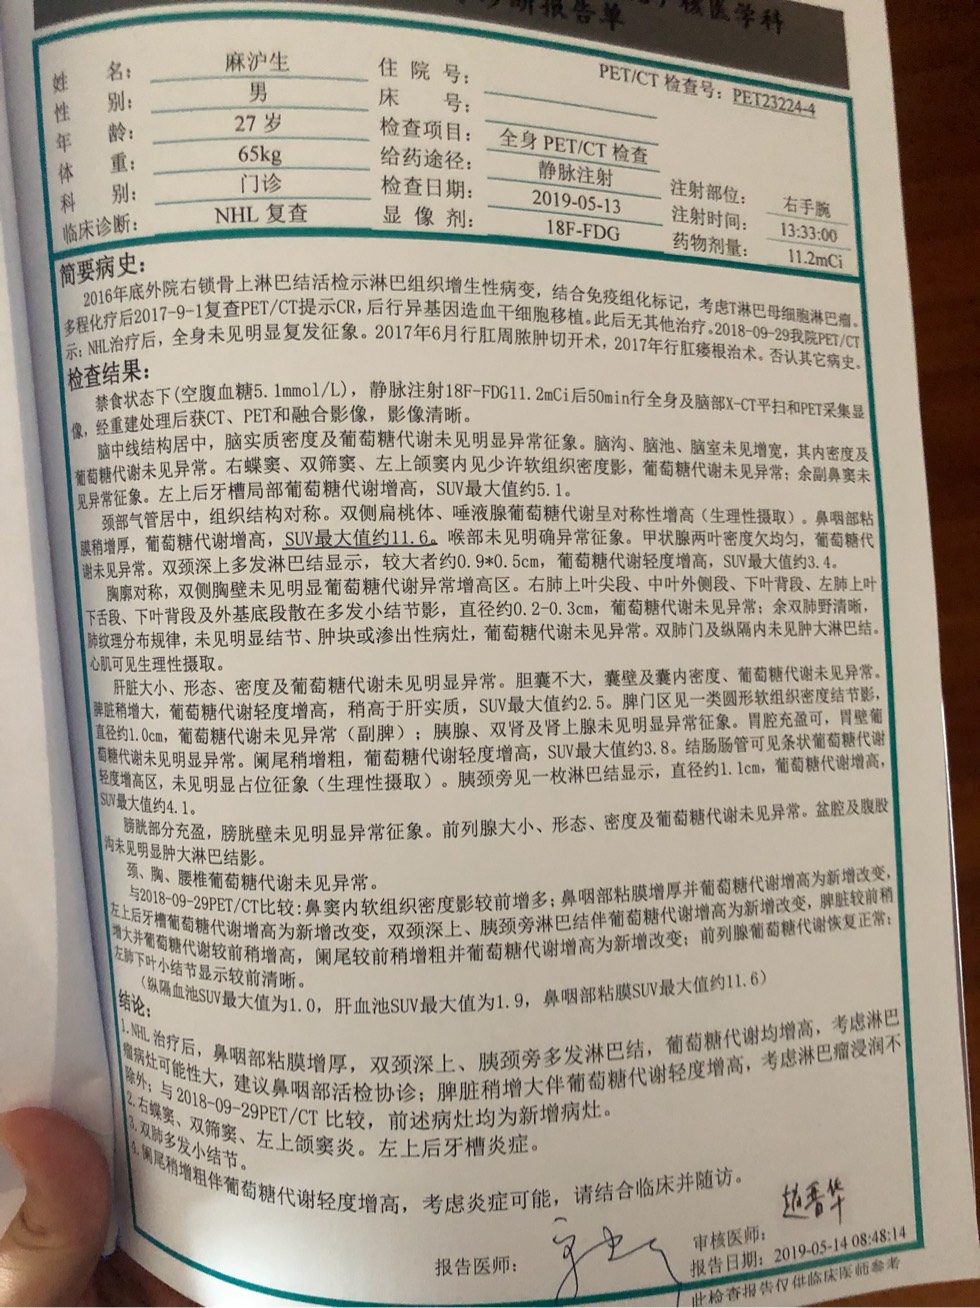 诊断报告单 核医学科
PET/CT 检查号: PET23224-4
姓 名: 麻沪生 住 院 号:
性 别: 男 床 号:
年 龄: 27 岁 检查项目: 全身 PET/CT 检查
体 重: 65kg 给药途径: 静脉注射 注射部位: 右手腕
科 别: 门诊 检查日期: 2019-05-13 注射时间: 13:33:00
临床诊断: NHL 复查 显 像 剂: 18F-FDG 药物剂量: 11.2mCi
简要病史:
2016年底外院右锁骨上淋巴结活检示淋巴组织增生性病变，结合免疫组化标记，考虑T淋巴母细胞淋巴瘤。
多程化疗后2017-9-1复查PET/CT提示CR,后行异基因造血干细胞移植。此后无其他治疗。2018-09-29我院PET/CT
示: NHL治疗后，全身未见明显复发征象。2017年6月行肛周脓肿切开术，2017年行肛瘘根治术。否认其它病史。
检查结果:
禁食状态下(空腹血糖5.1mmol/L)，静脉注射18F-FDG11.2mCi后50min行全身及脑部X-CT平扫和PET采集显
像，经重建处理后获CT、PET和融合影像，影像清晰。
脑中线结构居中，脑实质密度及葡萄糖代谢未见明显异常征象。脑沟、脑池、脑室未见增宽，其内密度及
葡萄糖代谢未见异常。右蝶窦、双筛窦、左上颌窦内见少许软组织密度影，葡萄糖代谢未见异常；余副鼻窦未
见异常征象。左上后牙槽局部葡萄糖代谢增高，SUV最大值约5.1。
颈部气管居中，组织结构对称。双侧扁桃体、唾液腺葡萄糖代谢呈对称性增高（生理性摄取）。鼻咽部粘
膜稍增厚，葡萄糖代谢增高，SUV最大值约11.6。喉部未见明确异常征象。甲状腺两叶密度欠均匀，葡萄糖代
谢未见异常。双颈深上多发淋巴结显示，较大者约0.9*0.5cm，葡萄糖代谢轻度增高，SUV最大值约3.4。
胸廓对称，双侧胸壁未见明显葡萄糖代谢异常增高区。右肺上叶尖段、中叶外侧段、下叶背段、左肺上叶
下舌段、下叶背段及外基底段散在多发小结节影，直径约0.2-0.3cm，葡萄糖代谢未见异常；余双肺野清晰，
肺纹理分布规律，未见明显结节、肿块或渗出性病灶，葡萄糖代谢未见异常。双肺门及纵隔内未见肿大淋巴结。
心肌可见生理性摄取。
肝脏大小、形态、密度及葡萄糖代谢未见明显异常。胆囊不大，囊壁及囊内密度、葡萄糖代谢未见异常。
脾脏稍增大，葡萄糖代谢轻度增高，稍高于肝实质，SUV最大值约2.5。脾门区见一类圆形软组织密度结节影，
直径约1.0cm，葡萄糖代谢未见异常（副脾）；胰腺、双肾及肾上腺未见明显异常征象。胃腔充盈可，胃壁葡
萄糖代谢未见明显异常。阑尾稍增粗，葡萄糖代谢轻度增高，SUV最大值约3.8。结肠肠管可见条状葡萄糖代谢
轻度增高区，未见明显占位征象（生理性摄取）。胰颈旁见一枚淋巴结显示，直径约1.1cm，葡萄糖代谢增高，
SUV最大值约4.1。
膀胱部分充盈，膀胱壁未见明显异常征象。前列腺大小、形态、密度及葡萄糖代谢未见异常。盆腔及腹股
沟未见明显肿大淋巴结影。
颈、胸、腰椎葡萄糖代谢未见异常。
与2018-09-29PET/CT比较:鼻窦内软组织密度影较前增多；鼻咽部粘膜增厚并葡萄糖代谢增高为新增改变，
左上后牙槽葡萄糖代谢增高为新增改变，双颈深上、胰颈旁淋巴结伴葡萄糖代谢增高为新增改变，脾脏较前稍
增大并葡萄糖代谢较前稍增高，阑尾较前稍增粗并葡萄糖代谢增高为新增改变；前列腺葡萄糖代谢恢复正常；
左肺下叶小结节显示较前清晰。
（纵隔血池SUV最大值为1.0，肝血池SUV最大值为1.9，鼻咽部粘膜SUV最大值约11.6）
结论:
1.NHL 治疗后，鼻咽部粘膜增厚，双颈深上、胰颈旁多发淋巴结，葡萄糖代谢均增高，考虑淋巴
瘤病灶可能性大，建议鼻咽部活检协诊；脾脏稍增大伴葡萄糖代谢轻度增高，考虑淋巴瘤浸润不
除外；与 2018-09-29PET/CT 比较，前述病灶均为新增病灶。
2.右蝶窦、双筛窦、左上颌窦炎。左上后牙槽炎症。
3.双肺多发小结节。
4.阑尾稍增粗伴葡萄糖代谢轻度增高，考虑炎症可能，请结合临床并随访。
报告医师: 审核医师: 赵晋华
报告日期: 2019-05-14 08:48:14
此检查报告仅供临床医师参考